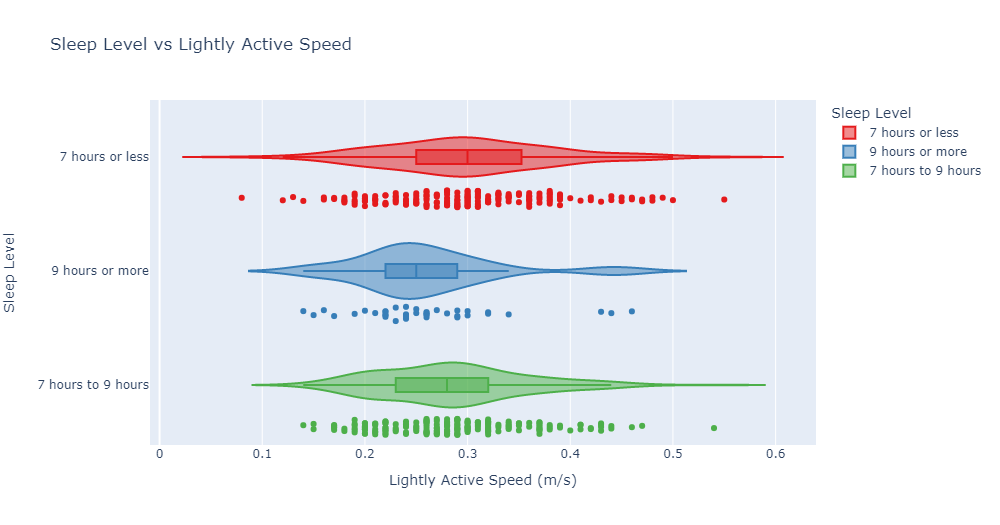 Sleep Level vs Lightly Active Speed
Sleep Level
7 hours or less
9 hours or more
7 hours to 9 hours
Sleep Level
7 hours or less
9 hours or more
7 hours to 9 hours
0
0.1
0.2
0.3
0.4
0.5
0.6
Lightly Active Speed (m/s)